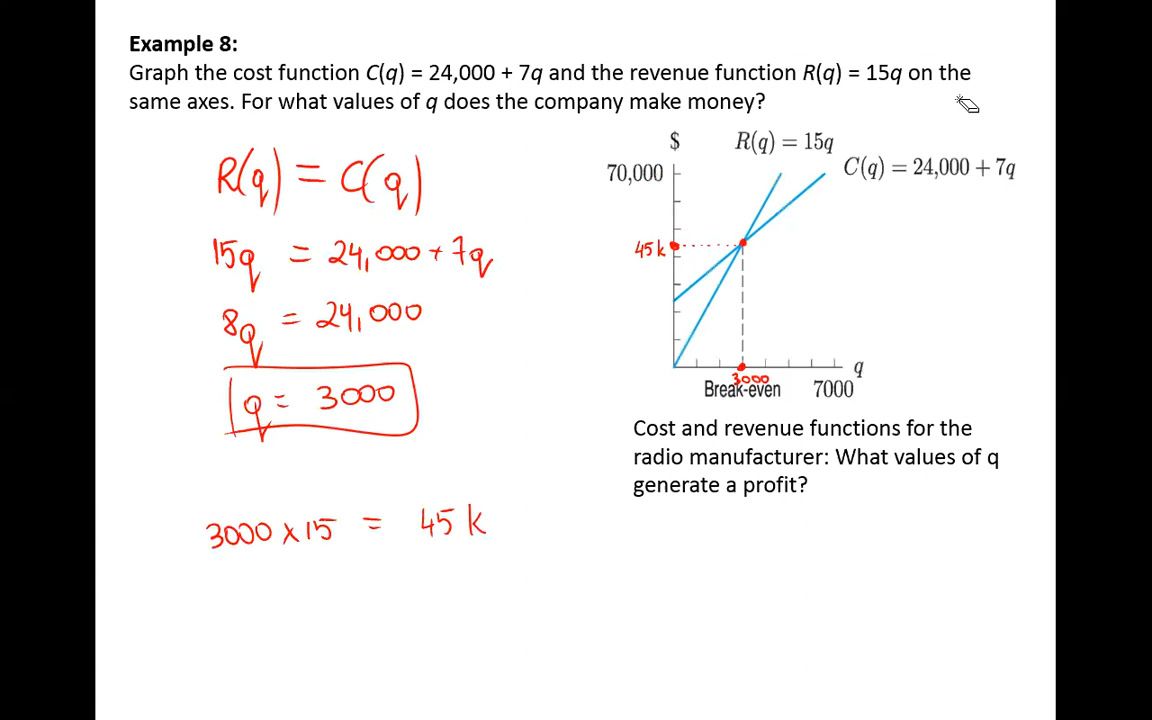 Example 8:
Graph the cost function C(q) = 24,000 + 7q and the revenue function R(q) = 15q on the
same axes. For what values of q does the company make money?
R(q) = C(q)
15q = 24,000 + 7q
8q = 24,000
q = 3000
3000 x 15 = 45 k
$
R(q) = 15q
C(q) = 24,000 + 7q
70,000
45 k
q
3000
Break-even
7000
Cost and revenue functions for the
radio manufacturer: What values of q
generate a profit?